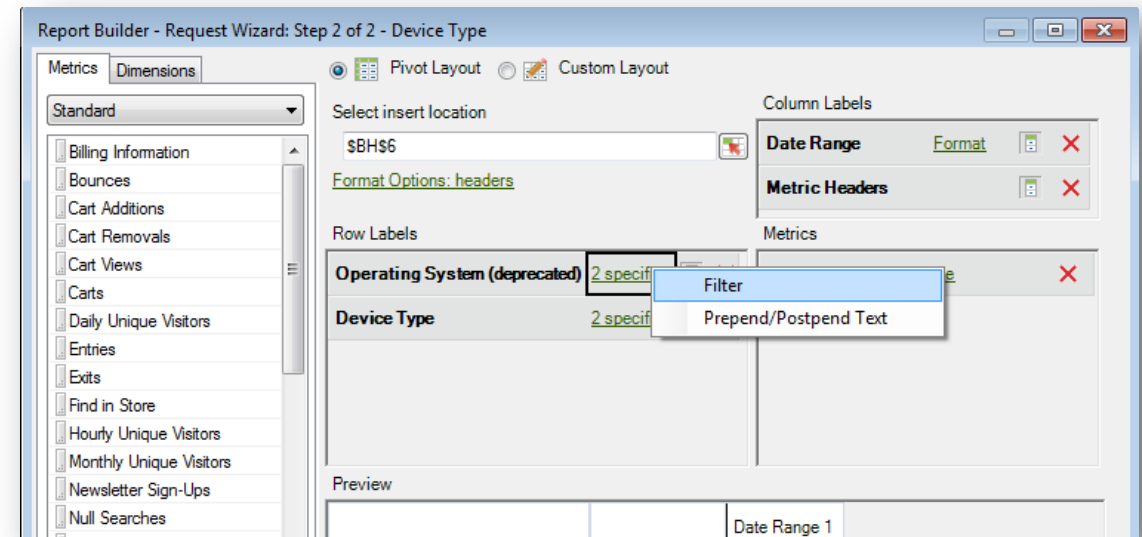 Report Builder - Request Wizard: Step 2 of 2 - Device Type
Metrics
Dimensions
Pivot Layout
Custom Layout
Standard
Select insert location
Column Labels
$BH$6
Date Range
Format
Format Options: headers
Metric Headers
Billing Information
Bounces
Cart Additions
Cart Removals
Cart Views
Carts
Daily Unique Visitors
Entries
Exits
Find in Store
Hourly Unique Visitors
Monthly Unique Visitors
Newsletter Sign-Ups
Null Searches
Row Labels
Metrics
Operating System (deprecated)
2 specif
Filter
Prepend/Postpend Text
Device Type
2 specif
Preview
Date Range 1